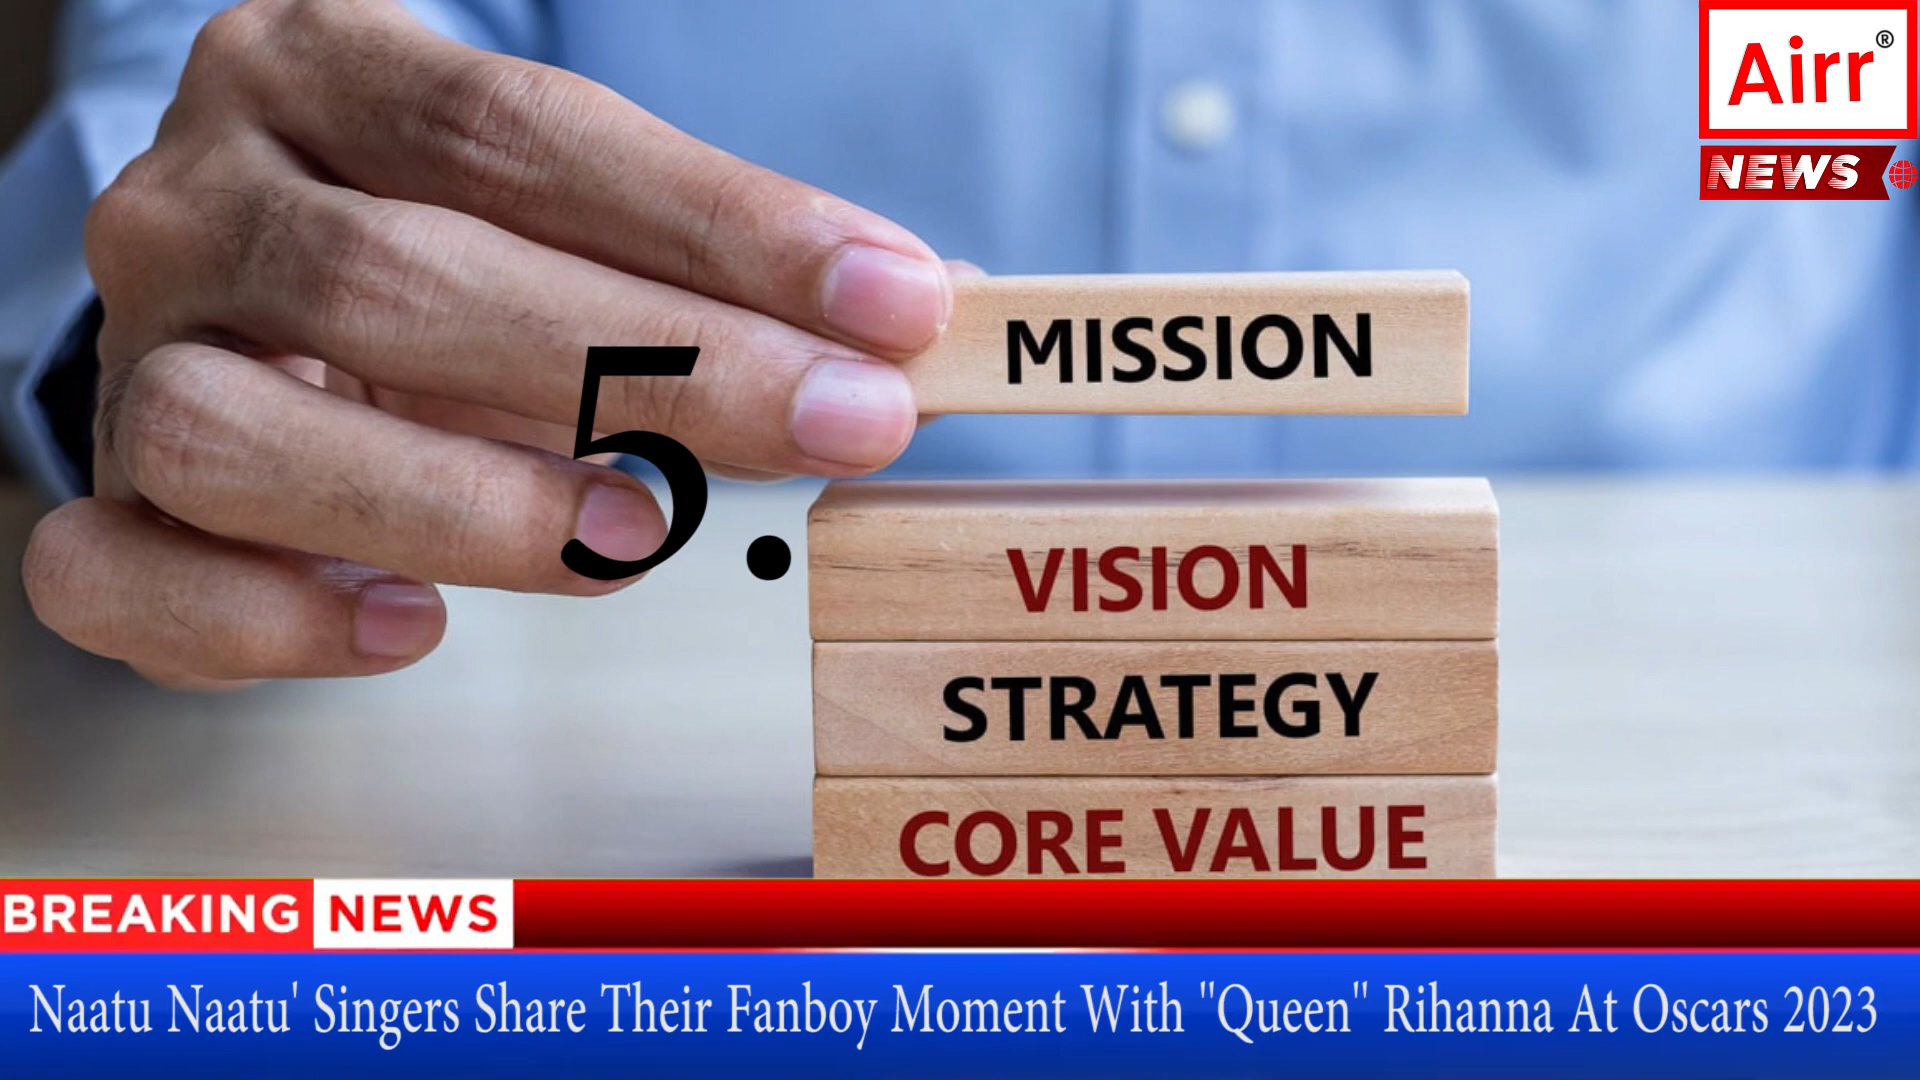 Airr®
NEWS
MISSION
5.
VISION
STRATEGY
CORE VALUE
BREAKING NEWS
Naatu Naatu' Singers Share Their Fanboy Moment With "Queen" Rihanna At Oscars 2023